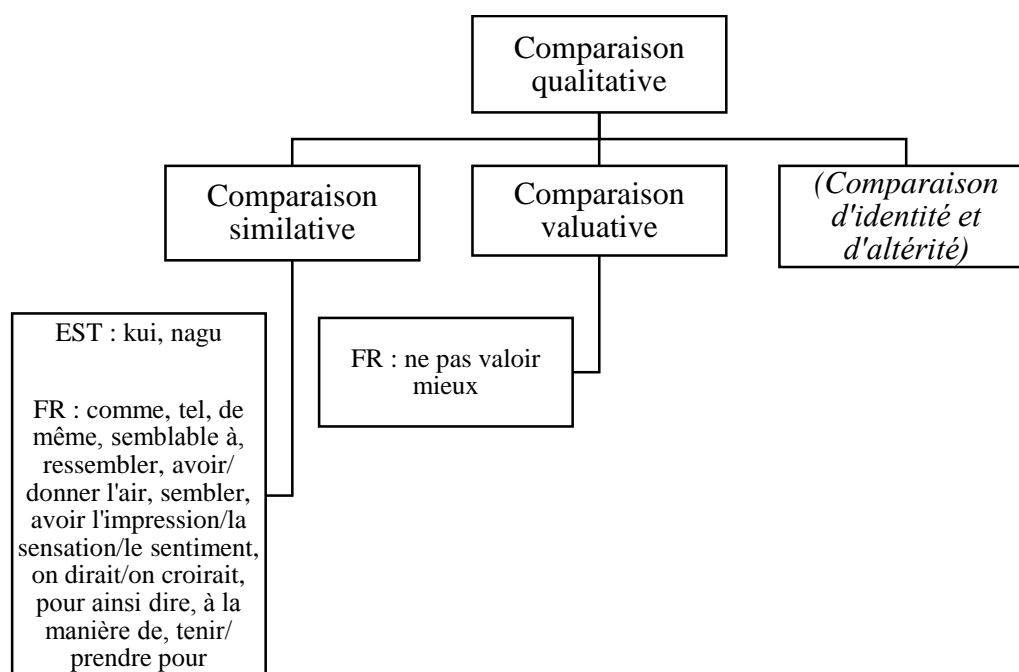 Comparaison
qualitative
Comparaison
similative
Comparaison
valuative
(Comparaison
d'identité et
d'altérité)
EST : kui, nagu
FR : comme, tel, de
même, semblable à,
ressembler, avoir/
donner l'air, sembler,
avoir l'impression/la
sensation/le sentiment,
on dirait/on croirait,
pour ainsi dire, à la
manière de, tenir/
prendre pour
FR : ne pas valoir
mieux